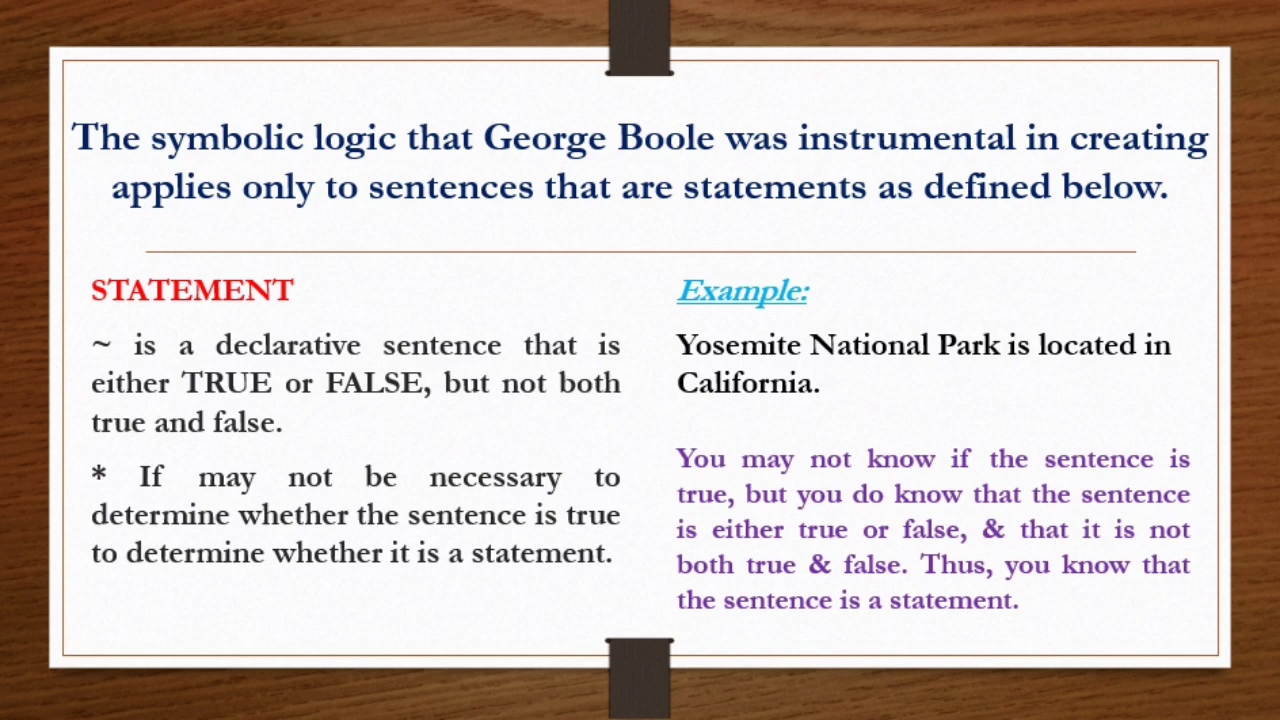 The symbolic logic that George Boole was instrumental in creating
applies only to sentences that are statements as defined below.
STATEMENT
~ is a declarative sentence that is
either TRUE or FALSE, but not both
true and false.
* If may not be necessary to
determine whether the sentence is true
to determine whether it is a statement.
Example:
Yosemite National Park is located in
California.
You may not know if the sentence is
true, but you do know that the sentence
is either true or false, & that it is not
both true & false. Thus, you know that
the sentence is a statement.